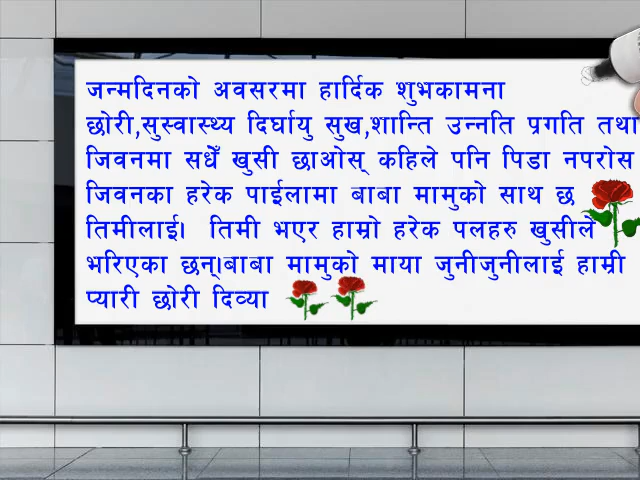 जन्मदिनको अवसरमा हार्दिक शुभकामना
छोरी,सुस्वास्थ्य दिर्घायु सुख,शान्ति उन्नति प्रगति तथा
जिवनमा सधैँ खुसी छाओस् कहिले पनि पिडा नपरोस
जिवनका हरेक पाईलामा बाबा मामुको साथ छ
तिमीलाई। तिमी भएर हाम्रो हरेक पलहरु खुसीले
भरिएका छन्।बाबा मामुको माया जुनीजुनीलाई हाम्री
प्यारी छोरी दिव्या